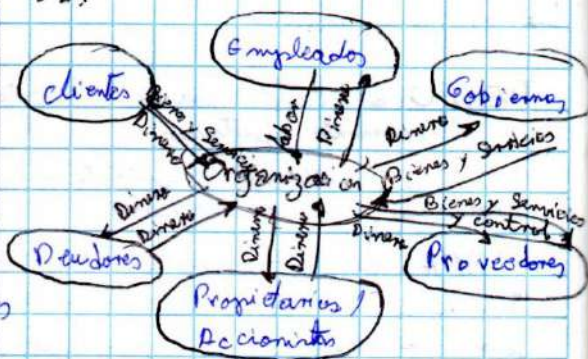 Empleados
Clientes
Gobiernos
Bienes y Servicios
Dinero
Labor
Dinero
Dinero
Bienes y Servicios
Organización
Bienes y Servicios
y control
Dinero
Dinero
Dinero
Dinero
Dinero
Deudores
Proveedores
Propietarios /
Accionistas